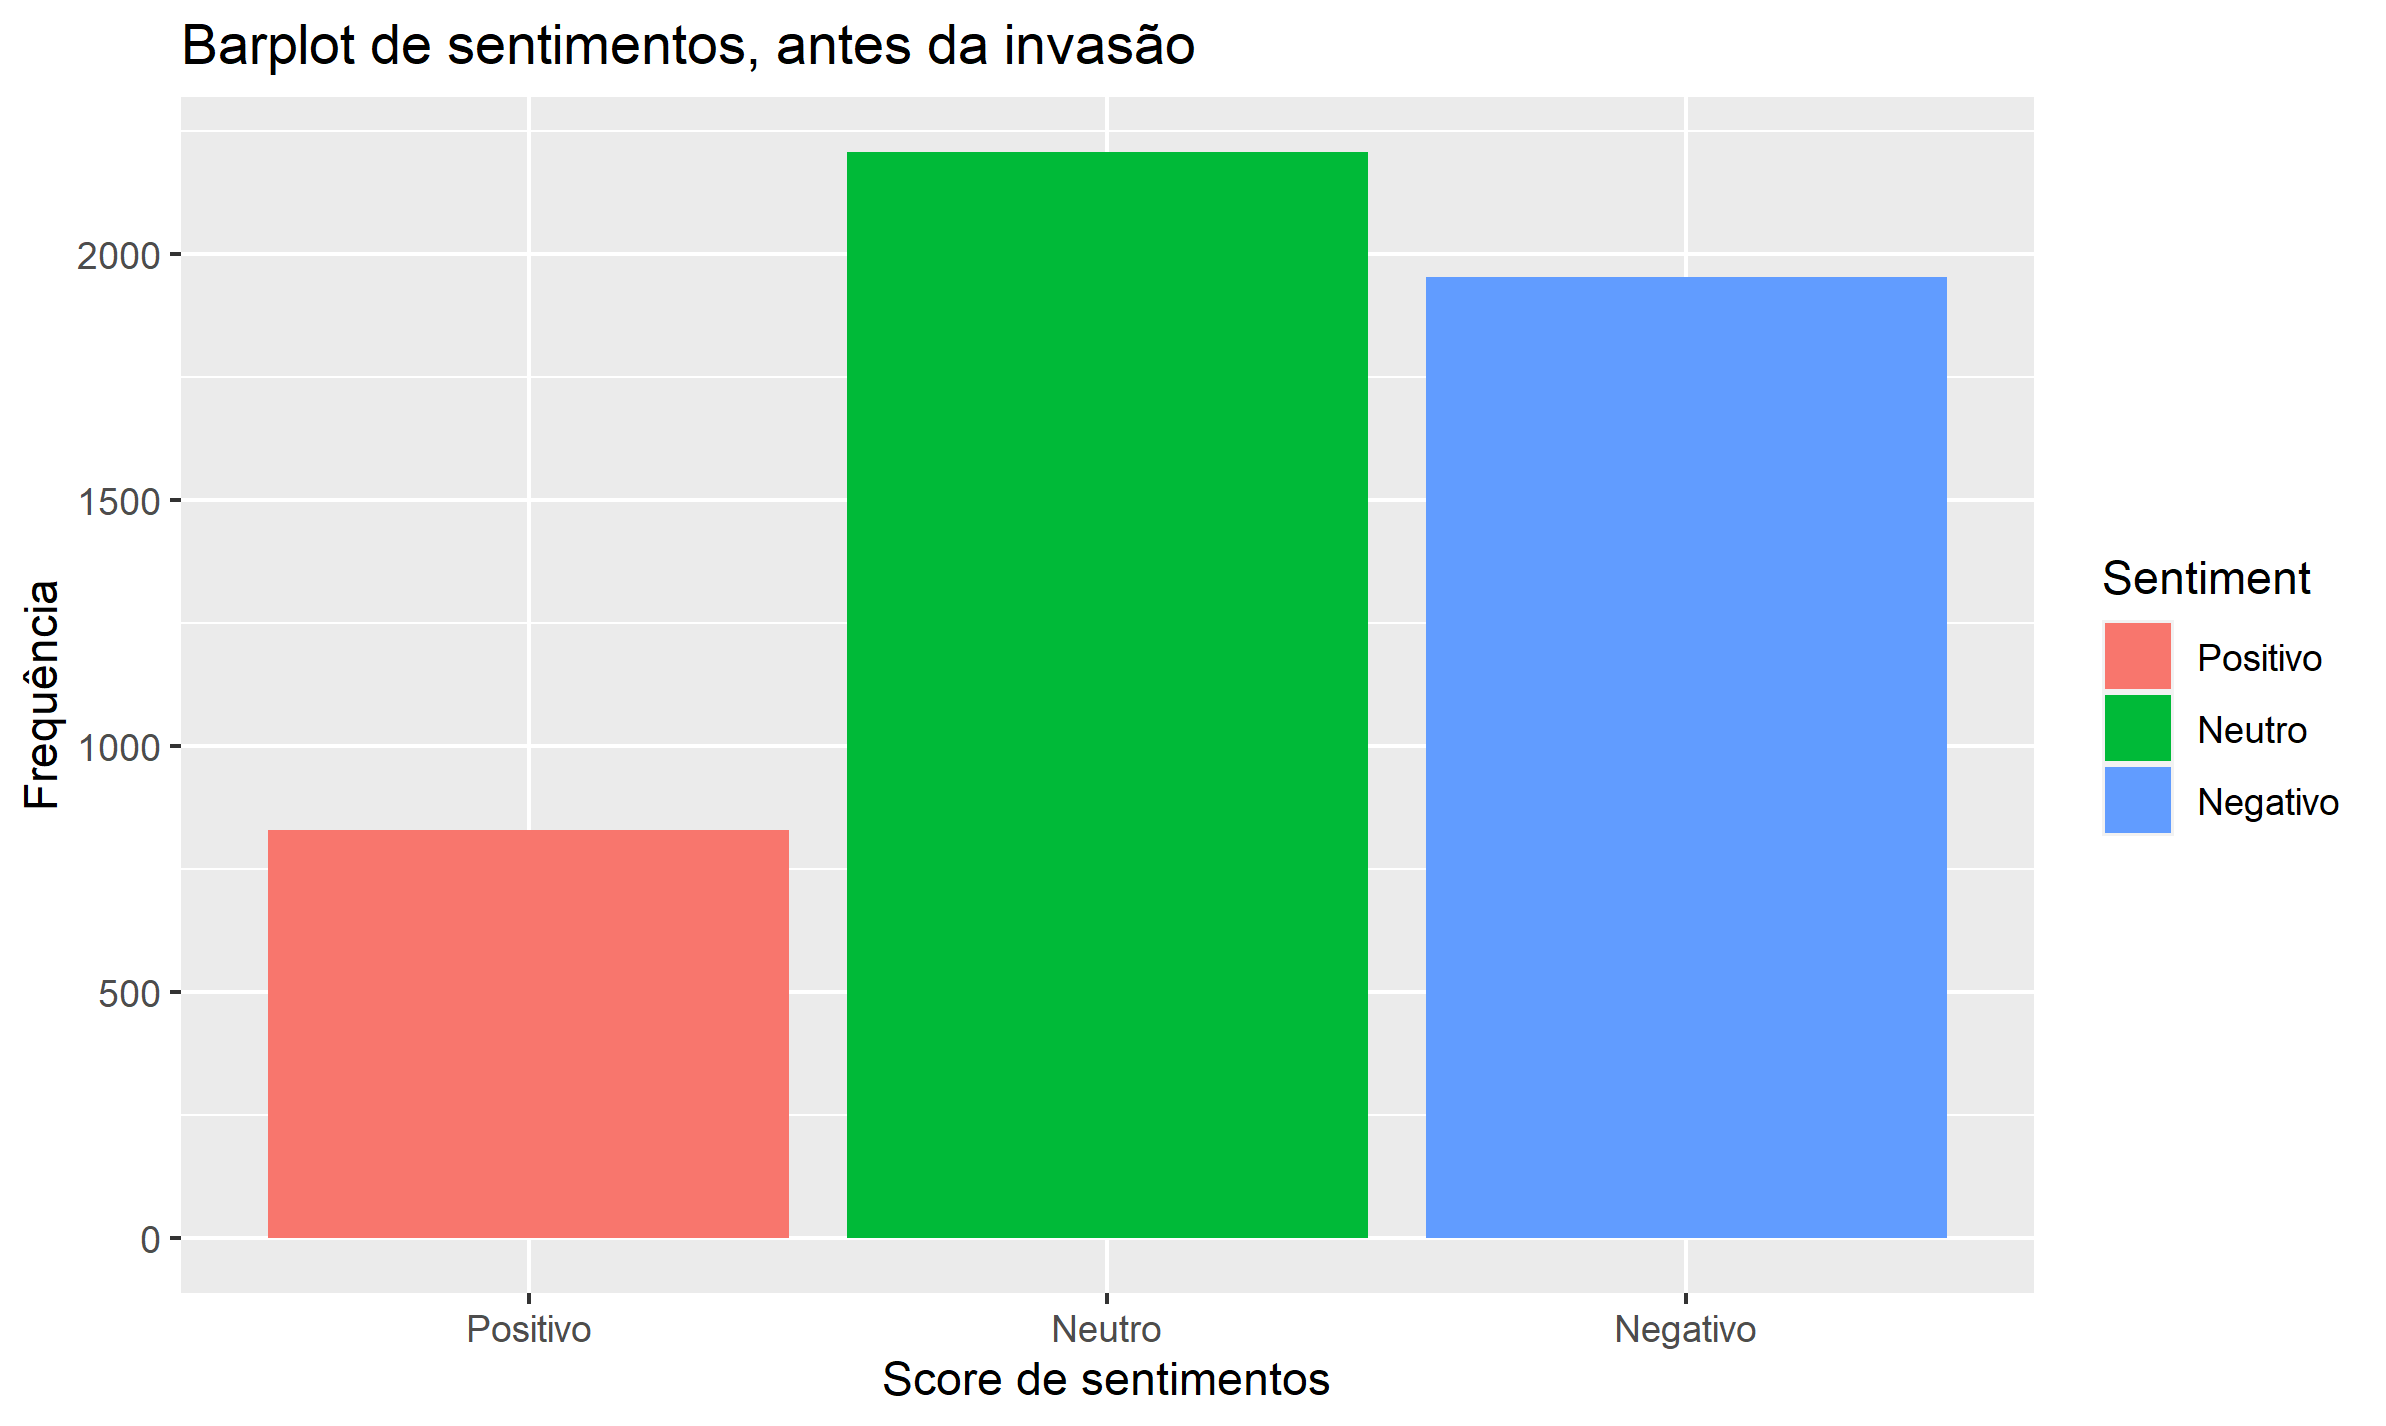 Barplot de sentimentos, antes da invasão
Frequência
2000
1500
1000
500
0
Positivo
Neutro
Negativo
Score de sentimentos
Sentiment
Positivo
Neutro
Negativo